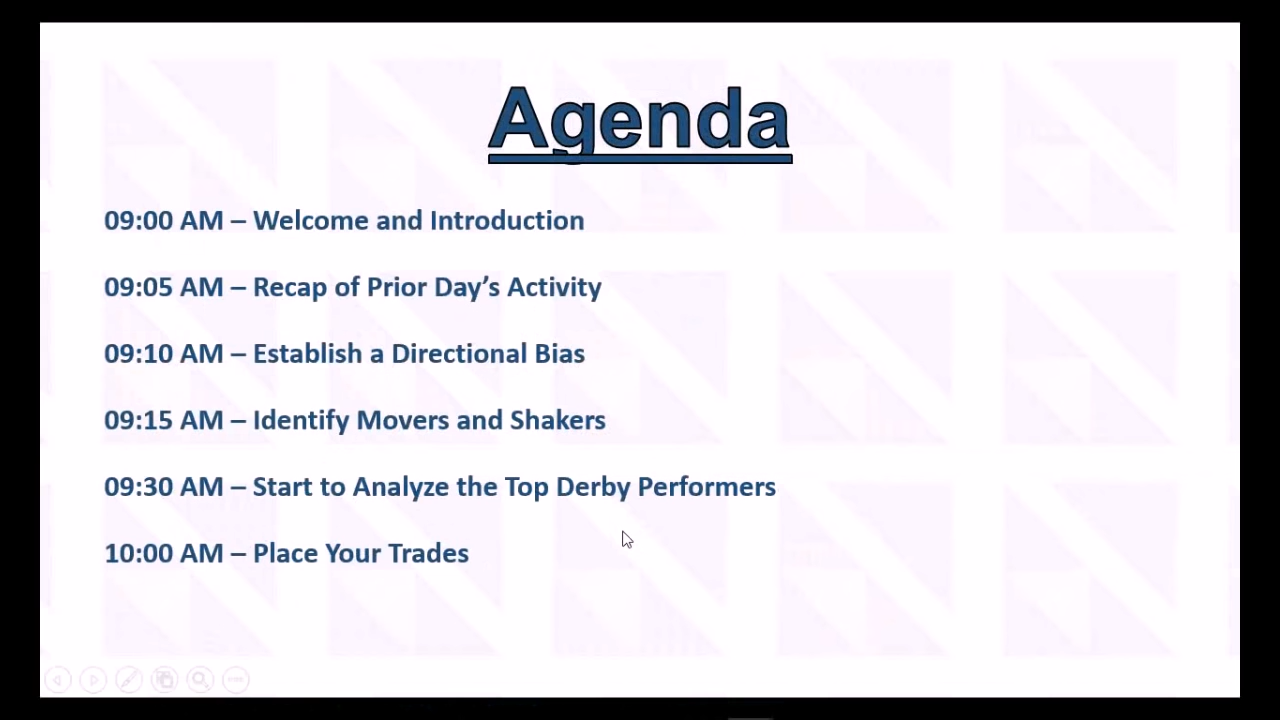 Agenda
09:00 AM – Welcome and Introduction
09:05 AM – Recap of Prior Day’s Activity
09:10 AM – Establish a Directional Bias
09:15 AM – Identify Movers and Shakers
09:30 AM – Start to Analyze the Top Derby Performers
10:00 AM – Place Your Trades